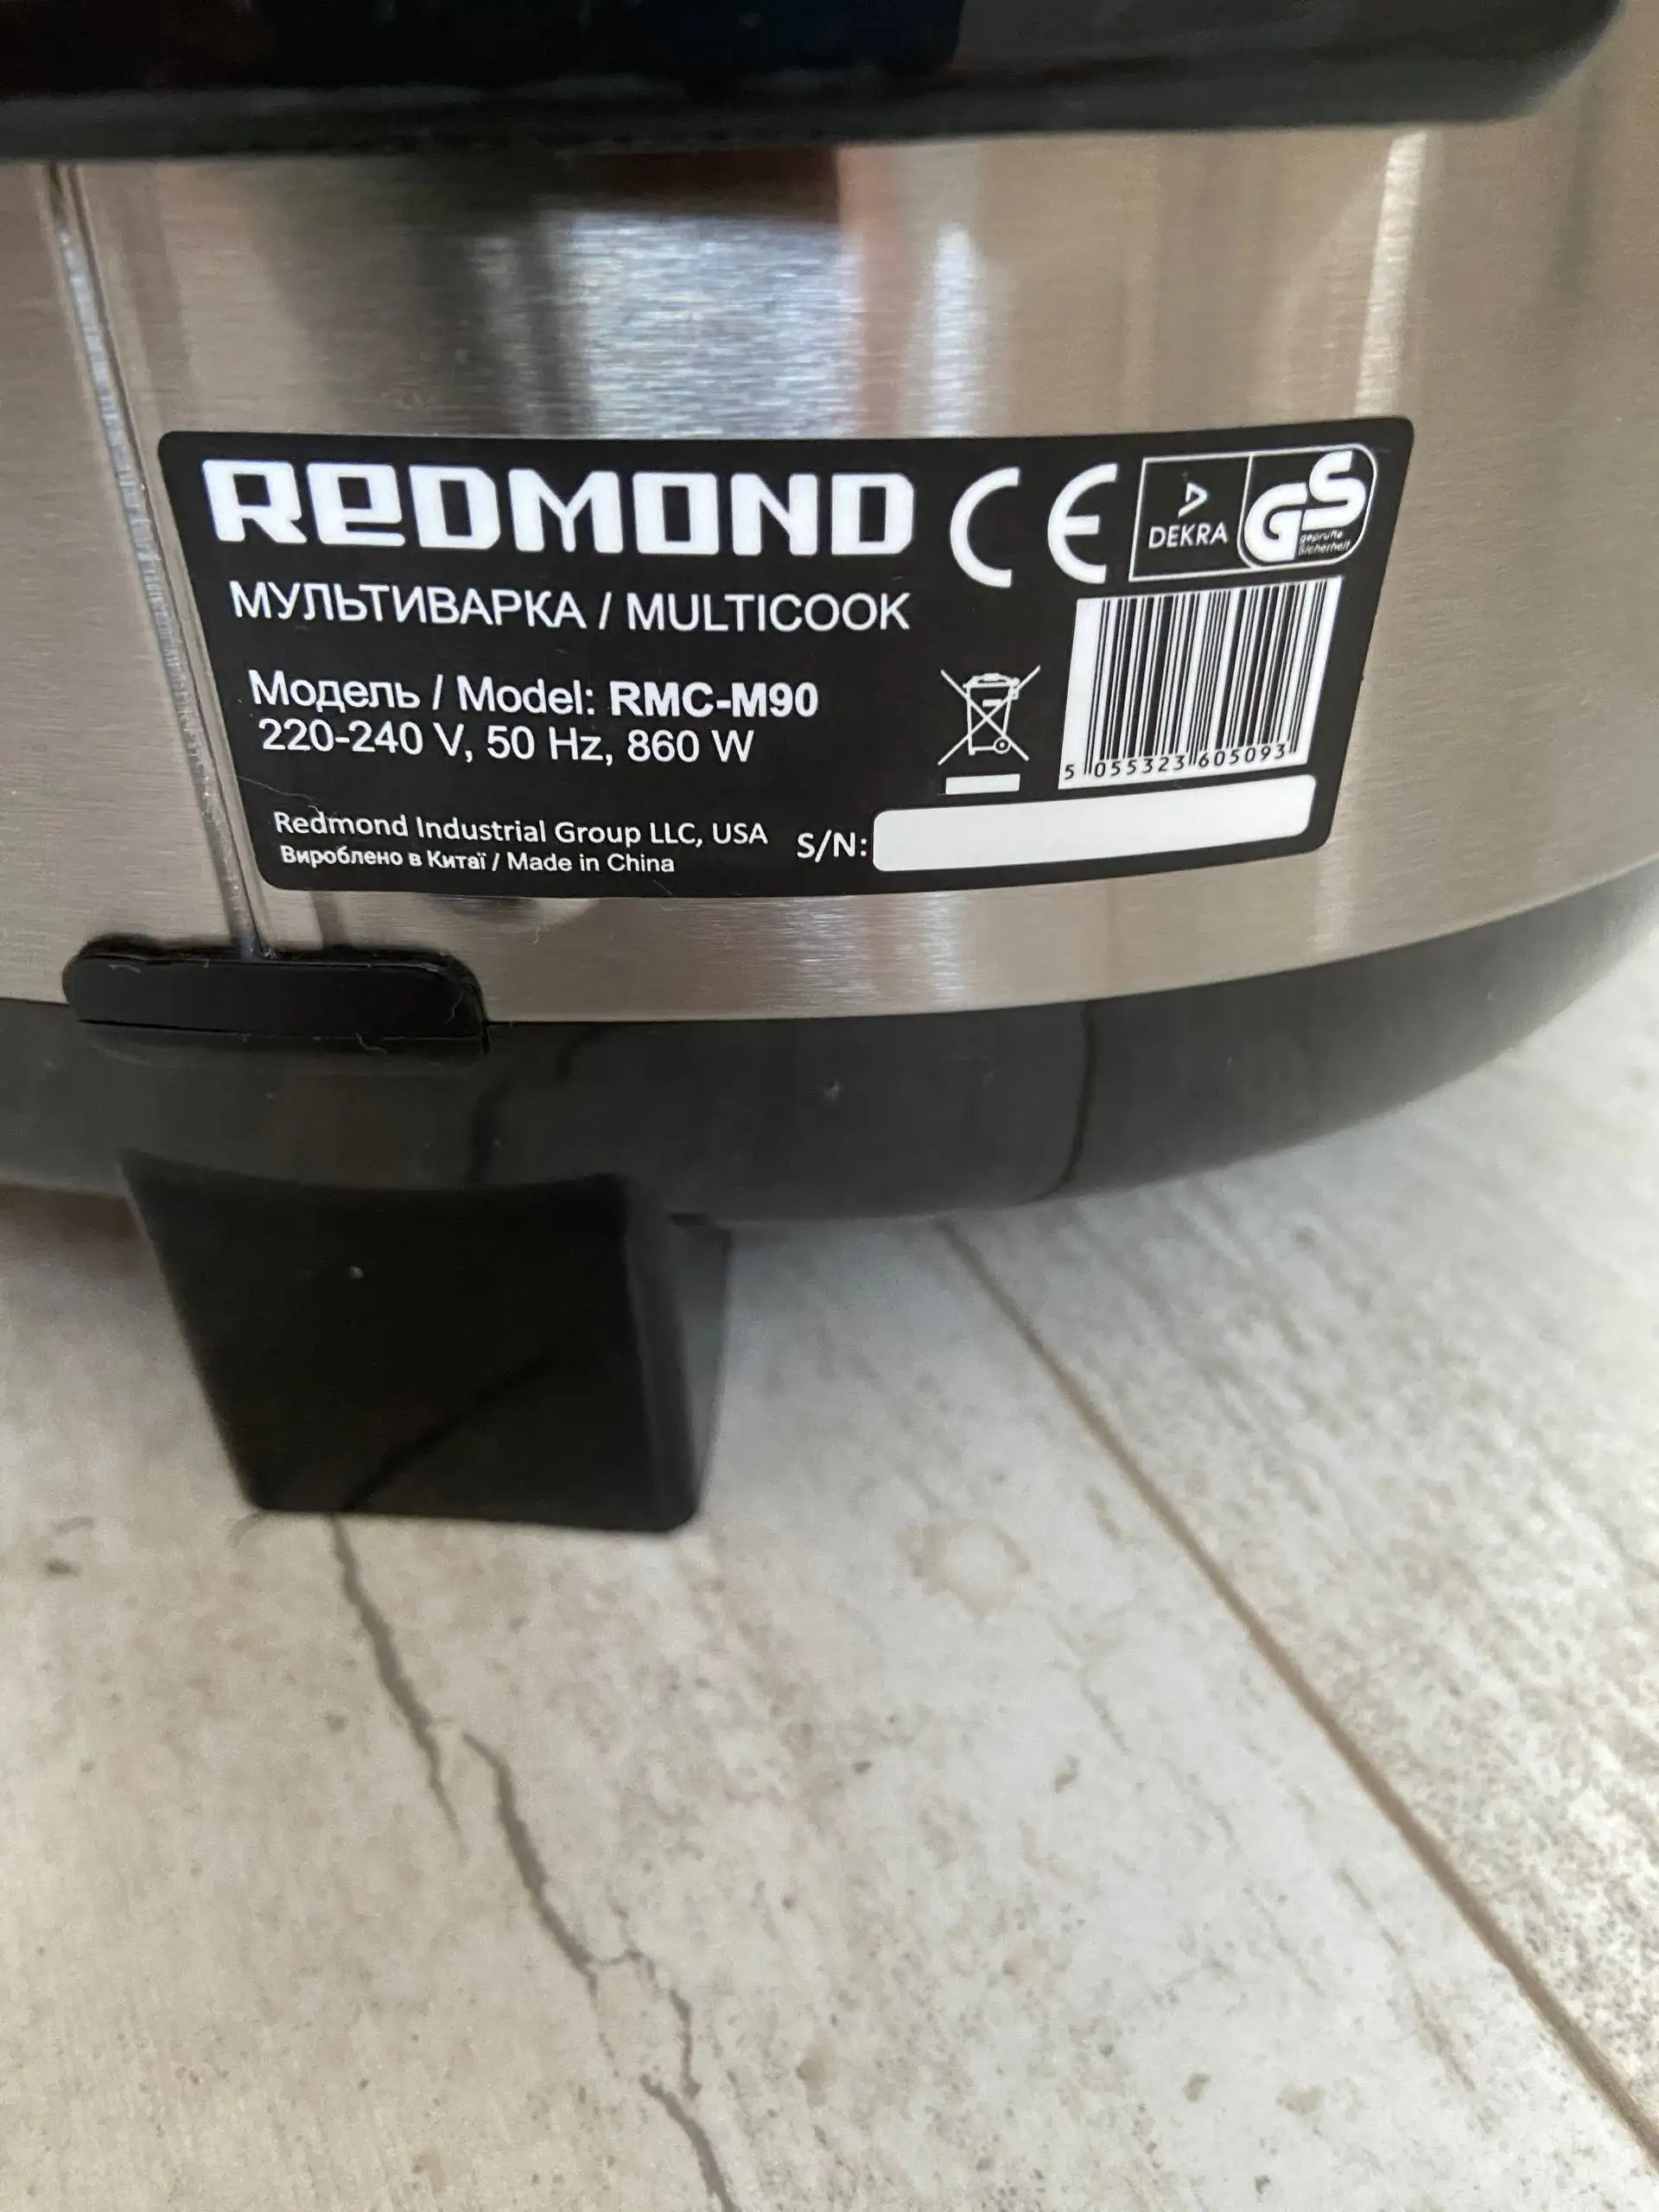 REDMOND CE
DEKRA GS
geprüfte
Sicherheit
МУЛЬТИВАРКА / MULTICOOK
Модель / Model: RMC-M90
220-240 V, 50 Hz, 860 W
5 055323 605093
Redmond Industrial Group LLC, USA
Вироблено в Китаї / Made in China
S/N: